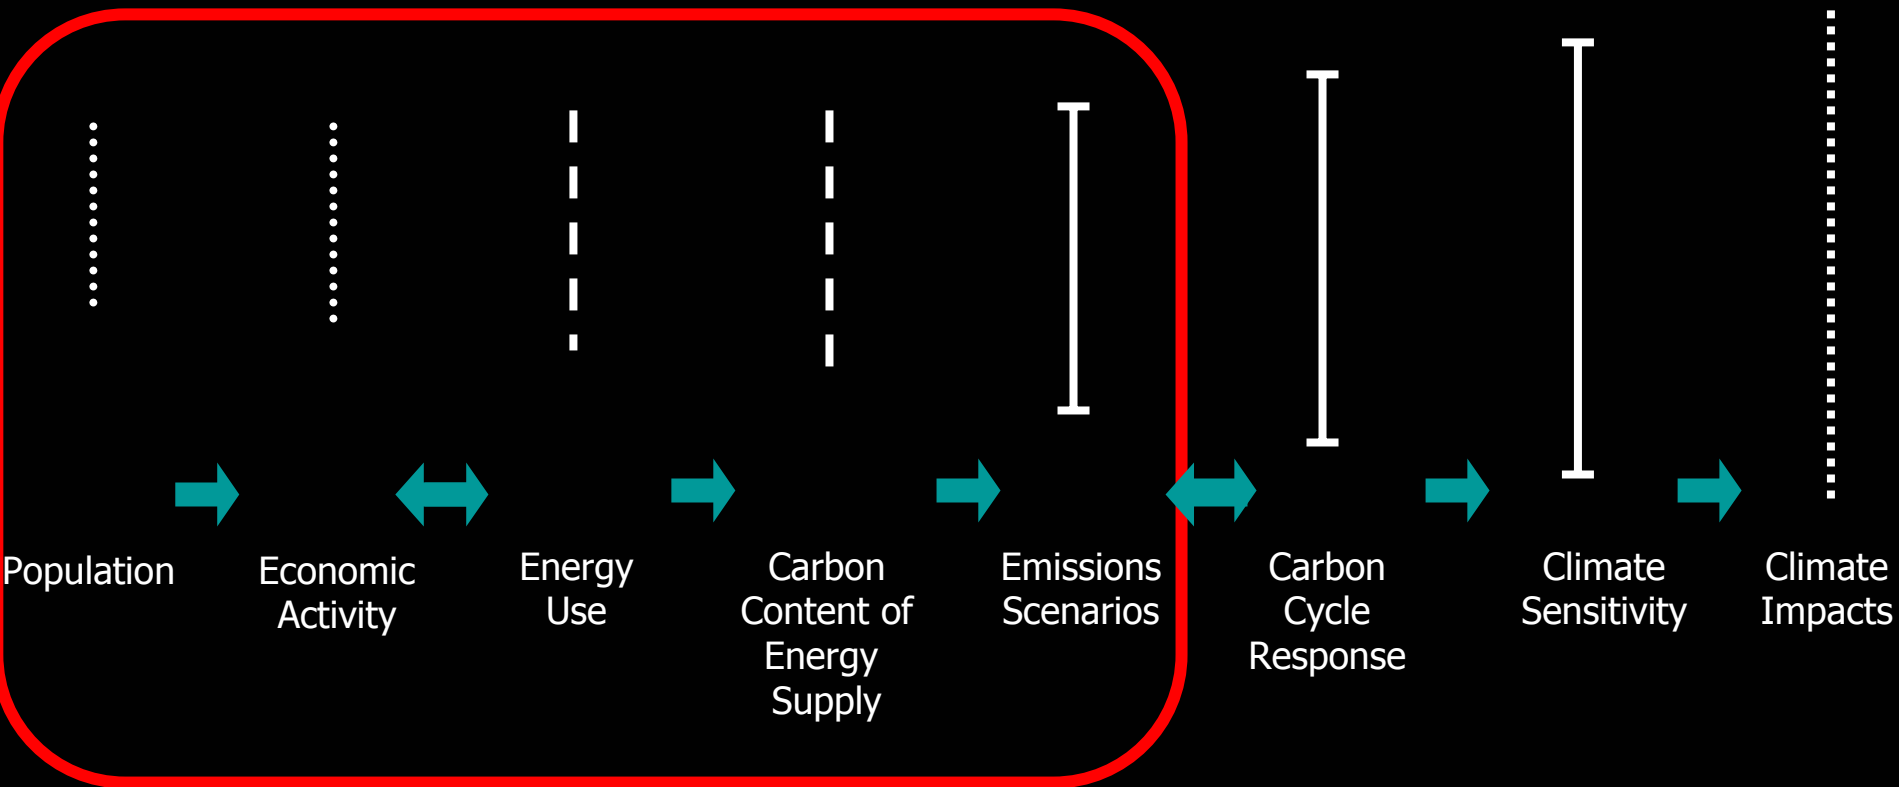 Population
Economic
Activity
Energy
Use
Carbon
Content of
Energy
Supply
Emissions
Scenarios
Carbon
Cycle
Response
Climate
Sensitivity
Climate
Impacts